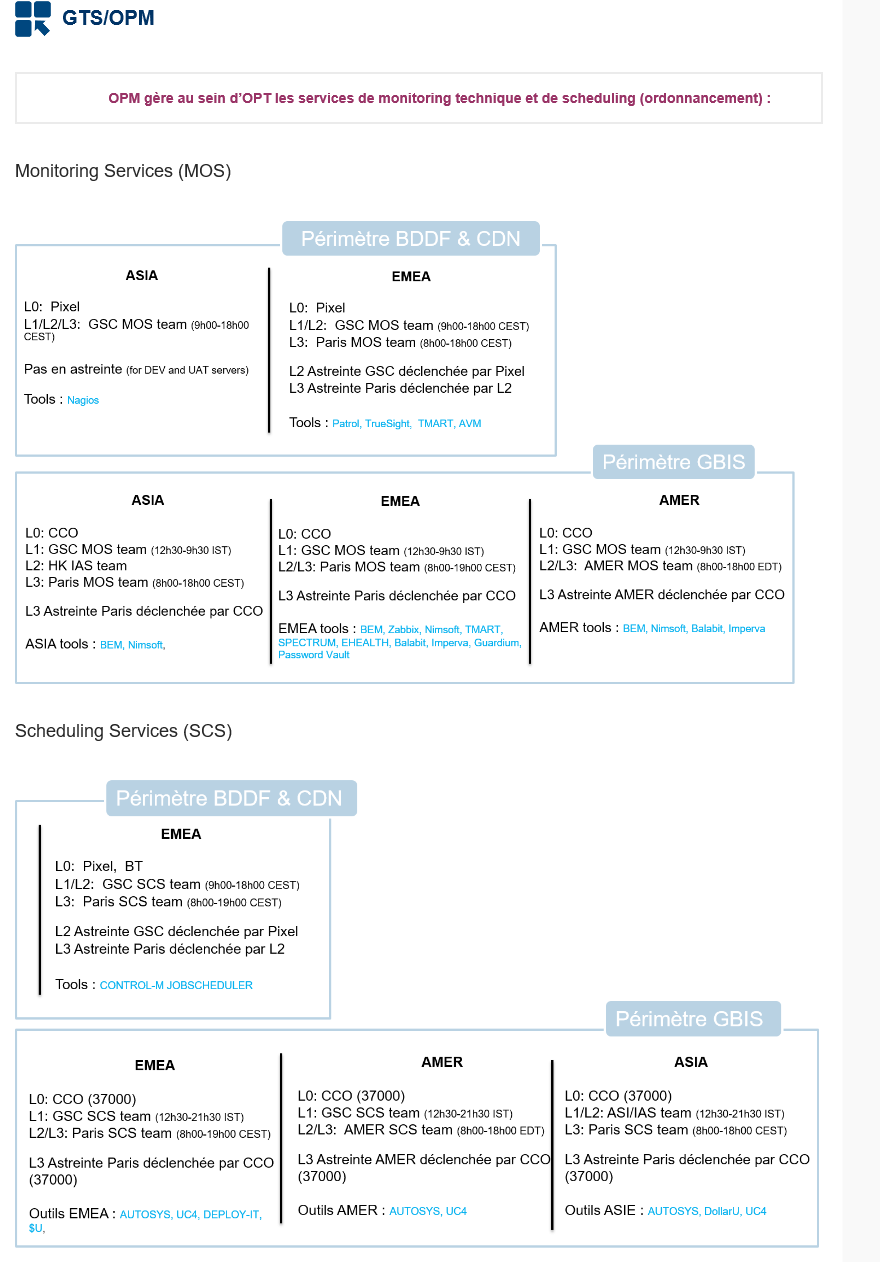 GTS/OPM
OPM gère au sein d'OPT les services de monitoring technique et de scheduling (ordonnancement) :
Monitoring Services (MOS)
Périmètre BDDF & CDN
ASIA
L0: Pixel
L1/L2/L3: GSC MOS team (9h00-18h00
CEST)
Pas en astreinte (for DEV and UAT servers)
Tools : Nagios
EMEA
L0: Pixel
L1/L2: GSC MOS team (9h00-18h00 CEST)
L3: Paris MOS team (8h00-18h00 CEST)
L2 Astreinte GSC déclenchée par Pixel
L3 Astreinte Paris déclenchée par L2
Tools : Patrol, TrueSight, TMART, AVM
Périmètre GBIS
ASIA
L0: CCO
L1: GSC MOS team (12h30-9h30 IST)
L2: HK IAS team
L3: Paris MOS team (8h00-18h00 CEST)
L3 Astreinte Paris déclenchée par CCO
ASIA tools : BEM, Nimsoft,
EMEA
L0: CCO
L1: GSC MOS team (12h30-9h30 IST)
L2/L3: Paris MOS team (8h00-19h00 CEST)
L3 Astreinte Paris déclenchée par CCO
EMEA tools : BEM, Zabbix, Nimsoft, TMART,
SPECTRUM, EHEALTH, Balabit, Imperva, Guardium,
Password Vault
AMER
L0: CCO
L1: GSC MOS team (12h30-9h30 IST)
L2/L3: AMER MOS team (8h00-18h00 EDT)
L3 Astreinte AMER déclenchée par CCO
AMER tools : BEM, Nimsoft, Balabit, Imperva
Scheduling Services (SCS)
Périmètre BDDF & CDN
EMEA
L0: Pixel, BT
L1/L2: GSC SCS team (9h00-18h00 CEST)
L3: Paris SCS team (8h00-19h00 CEST)
L2 Astreinte GSC déclenchée par Pixel
L3 Astreinte Paris déclenchée par L2
Tools : CONTROL-M JOBSCHEDULER
Périmètre GBIS
EMEA
L0: CCO (37000)
L1: GSC SCS team (12h30-21h30 IST)
L2/L3: Paris SCS team (8h00-19h00 CEST)
L3 Astreinte Paris déclenchée par CCO
(37000)
Outils EMEA : AUTOSYS, UC4, DEPLOY-IT,
$U,
AMER
L0: CCO (37000)
L1: GSC SCS team (12h30-21h30 IST)
L2/L3: AMER SCS team (8h00-18h00 EDT)
L3 Astreinte AMER déclenchée par CCO
(37000)
Outils AMER : AUTOSYS, UC4
ASIA
L0: CCO (37000)
L1/L2: ASI/IAS team (12h30-21h30 IST)
L3: Paris SCS team (8h00-18h00 CEST)
L3 Astreinte Paris déclenchée par CCO
(37000)
Outils ASIE : AUTOSYS, DollarU, UC4